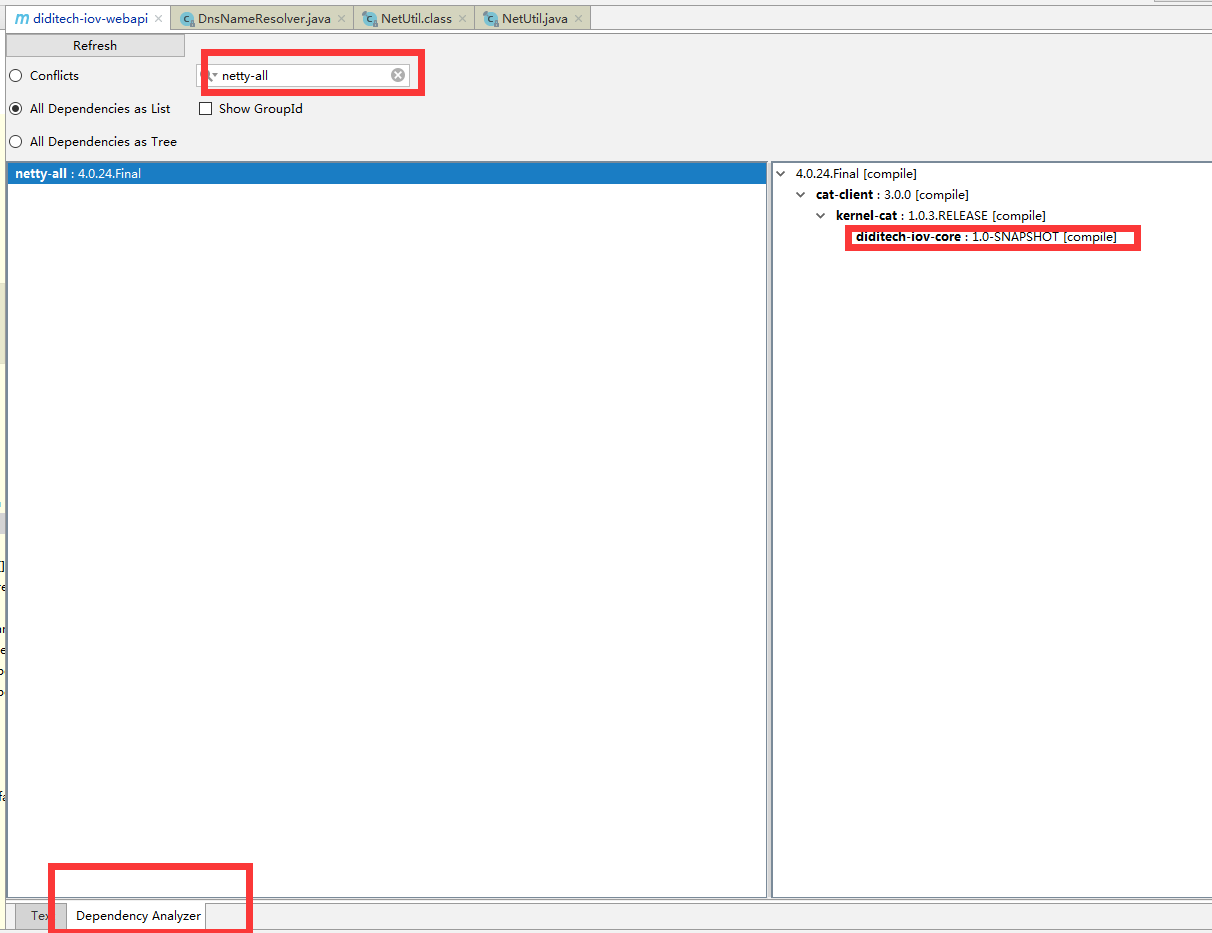 diditech-iov-webapi DnsNameResolver.java NetUtil.class NetUtil.java
Refresh
Conflicts netty-all
All Dependencies as List Show GroupId
All Dependencies as Tree
netty-all : 4.0.24.Final
4.0.24.Final [compile]
cat-client : 3.0.0 [compile]
kernel-cat : 1.0.3.RELEASE [compile]
diditech-iov-core : 1.0-SNAPSHOT [compile]
Dependency Analyzer